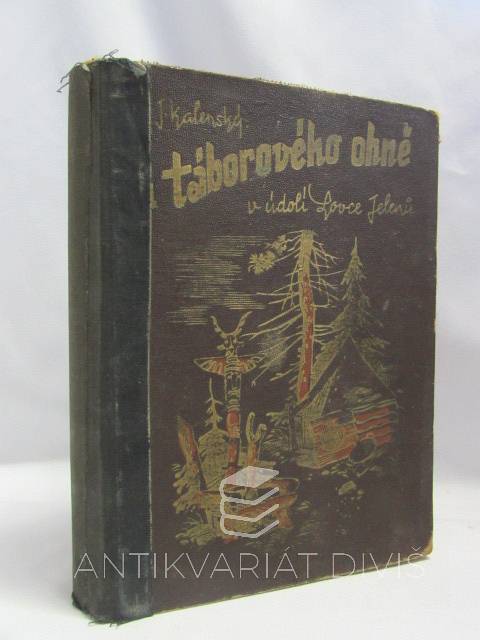 J. Kalenský
táborového ohně
v údolí Lovce Jelenů
ANTIKVARIÁT DIVIŠ